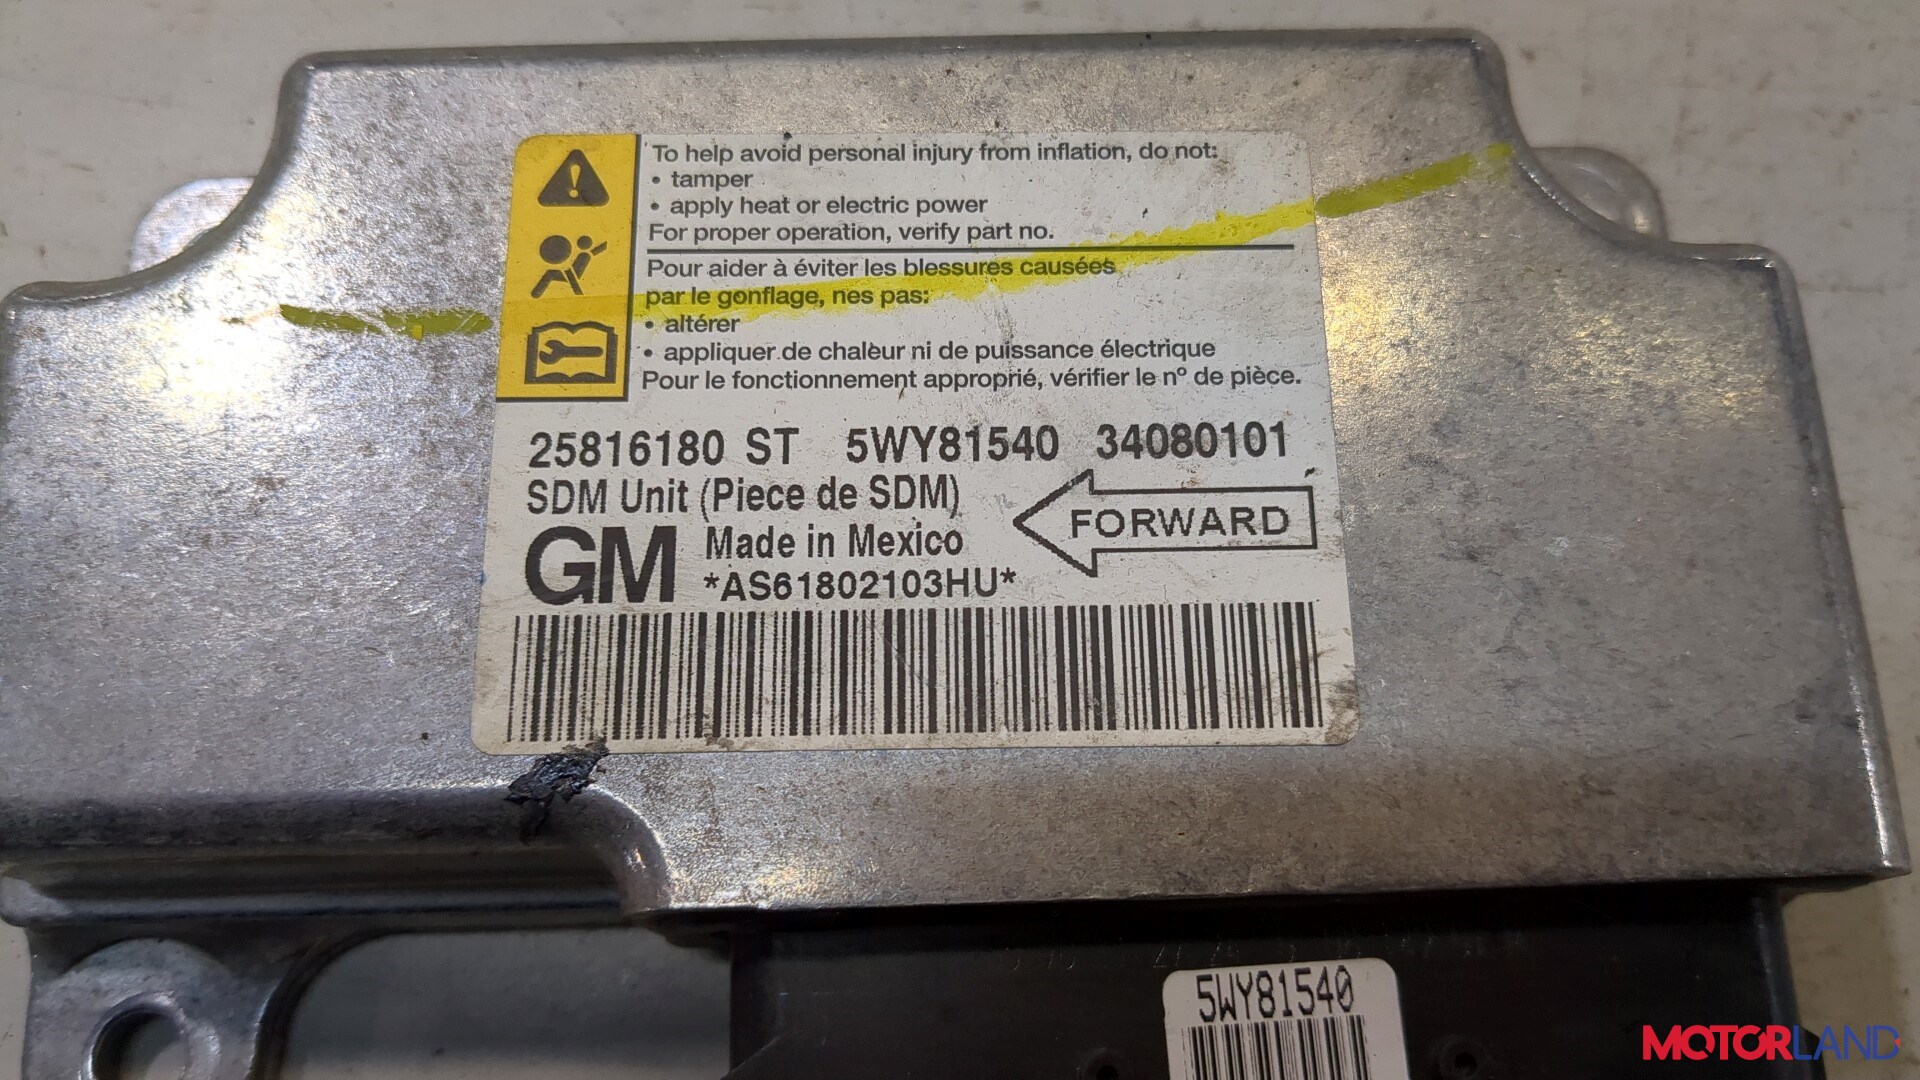 To help avoid personal injury from inflation, do not:
• tamper
• apply heat or electric power
For proper operation, verify part no.
Pour aider à éviter les blessures causées
par le gonflage, nes pas:
• altérer
• appliquer de chaleur ni de puissance électrique
Pour le fonctionnement approprié, vérifier le nº de pièce.
25816180 ST 5WY81540 34080101
SDM Unit (Piece de SDM)
FORWARD
GM Made in Mexico
*AS61802103HU*
5WY81540
MOTORLAND